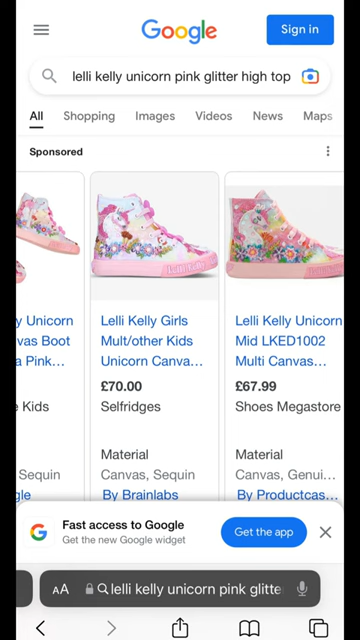 Google
Sign in
lelli kelly unicorn pink glitter high top
All Shopping Images Videos News Maps
Sponsored
y Unicorn
vas Boot
a Pink...
e Kids
Sequin
gle
Lelli Kelly Girls
Mult/other Kids
Unicorn Canva...
£70.00
Selfridges
Material
Canvas, Sequin
By Brainlabs
Lelli Kelly Unicorn
Mid LKED1002
Multi Canvas...
£67.99
Shoes Megastore
Material
Canvas, Genui...
By Productcas...
Fast access to Google
Get the new Google widget
Get the app
AA lelli kelly unicorn pink glitte